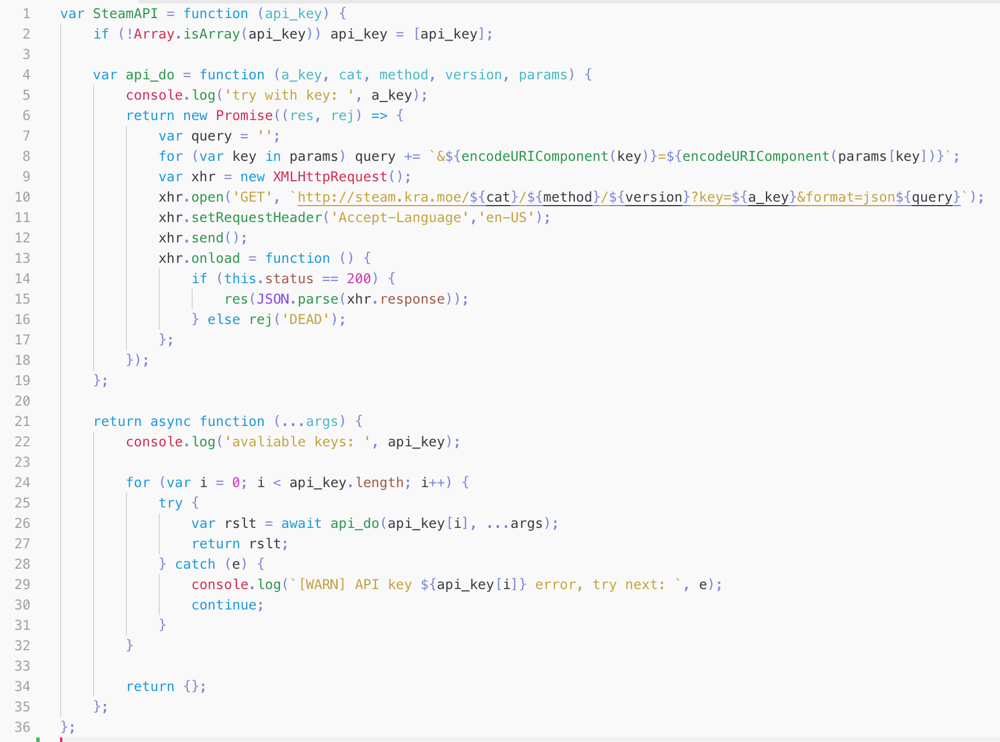 1 var SteamAPI = function (api_key) {
2     if (!Array.isArray(api_key)) api_key = [api_key];
3
4     var api_do = function (a_key, cat, method, version, params) {
5         console.log('try with key: ', a_key);
6         return new Promise((res, rej) => {
7             var query = '';
8             for (var key in params) query += `&${encodeURIComponent(key)}=${encodeURIComponent(params[key])}`;
9             var xhr = new XMLHttpRequest();
10             xhr.open('GET', `http://steam.kra.moe/${cat}/${method}/${version}?key=${a_key}&format=json${query}`);
11             xhr.setRequestHeader('Accept-Language','en-US');
12             xhr.send();
13             xhr.onload = function () {
14                 if (this.status == 200) {
15                     res(JSON.parse(xhr.response));
16                 } else rej('DEAD');
17             };
18         });
19     };
20
21     return async function (...args) {
22         console.log('avaliable keys: ', api_key);
23
24         for (var i = 0; i < api_key.length; i++) {
25             try {
26                 var rslt = await api_do(api_key[i], ...args);
27                 return rslt;
28             } catch (e) {
29                 console.log(`[WARN] API key ${api_key[i]} error, try next: `, e);
30                 continue;
31             }
32         }
33
34         return {};
35     };
36 };